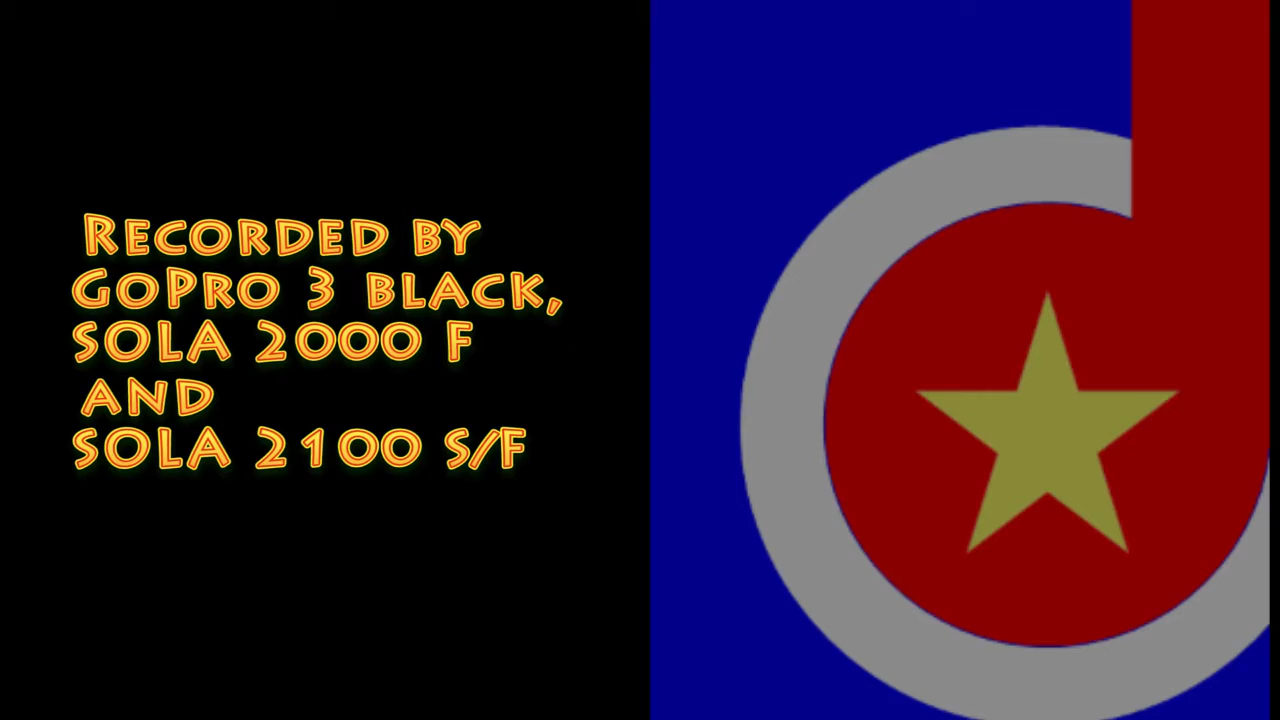 Recorded by
GoPro 3 black,
SOLA 2000 F
and
SOLA 2100 S/F